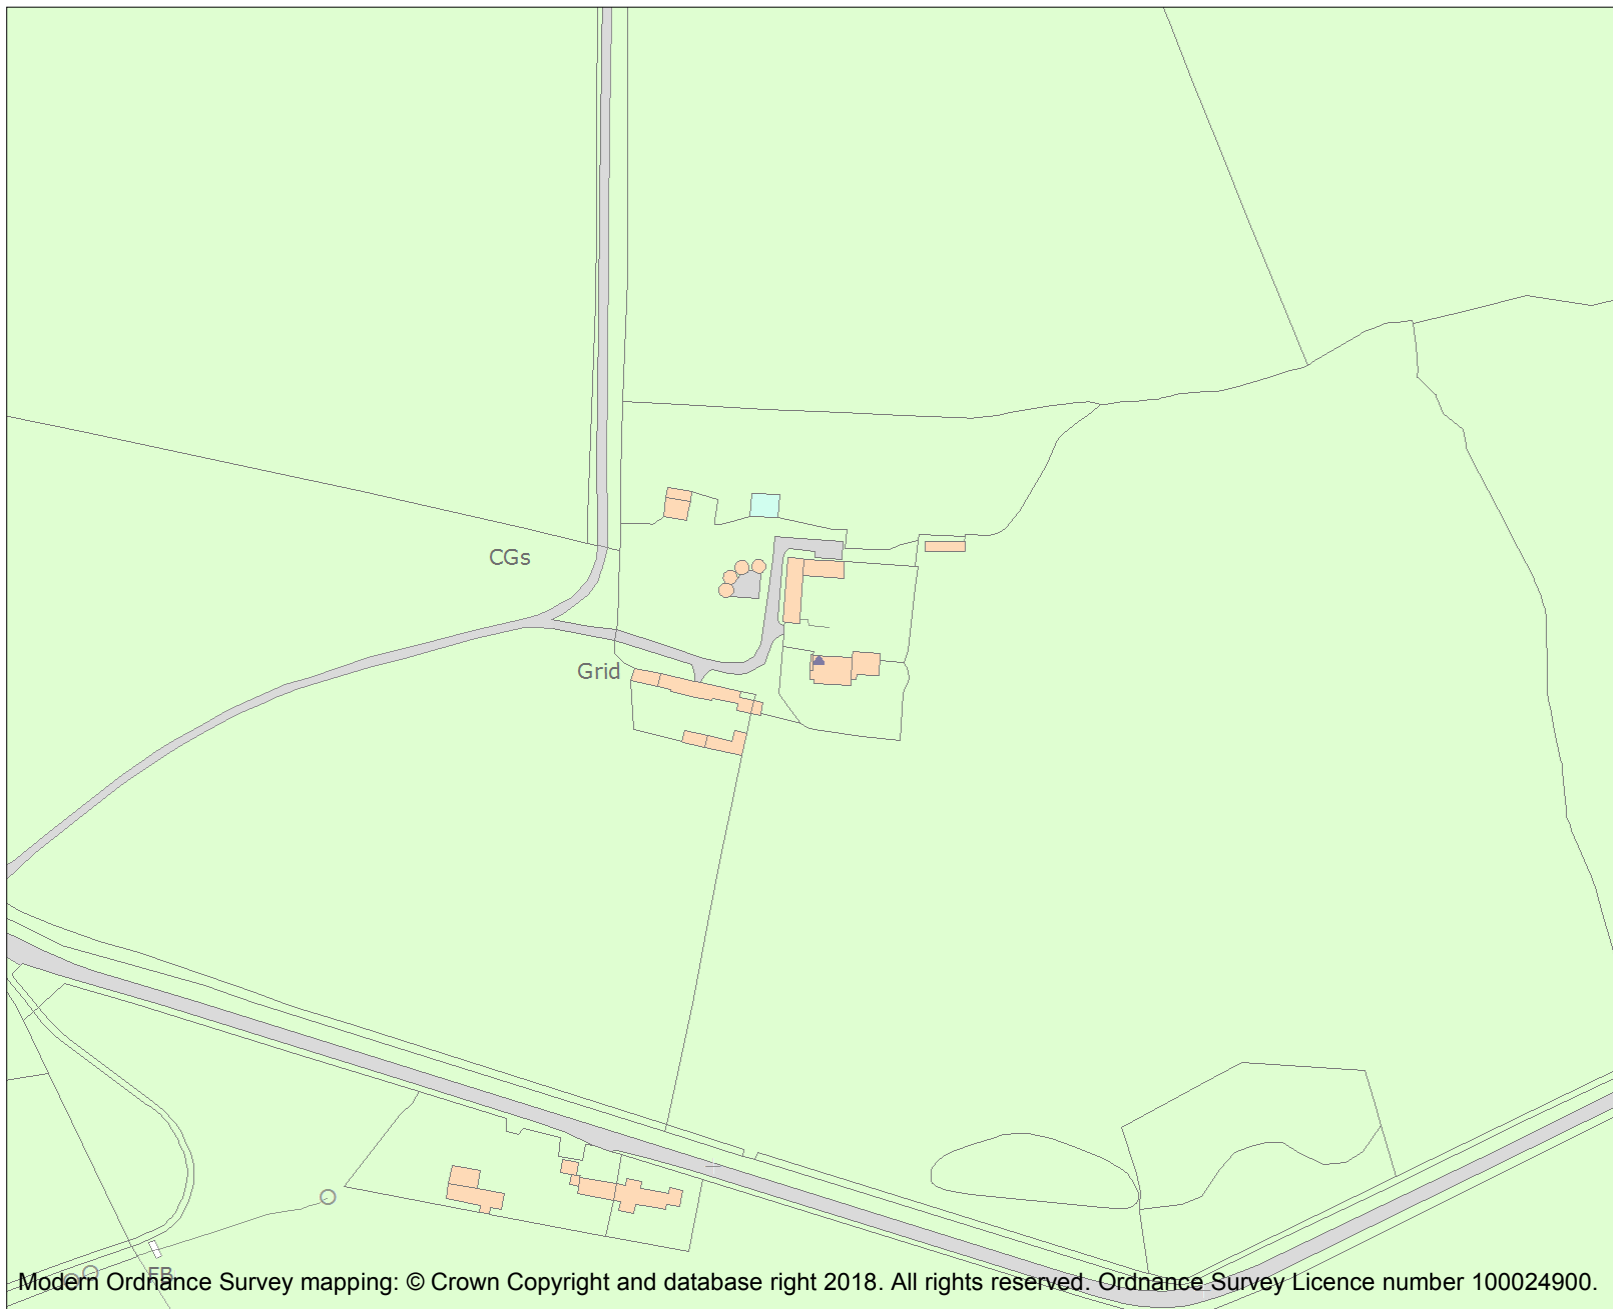 CGs
Grid
FB
Modern Ordnance Survey mapping: © Crown Copyright and database right 2018. All rights reserved. Ordnance Survey Licence number 100024900.